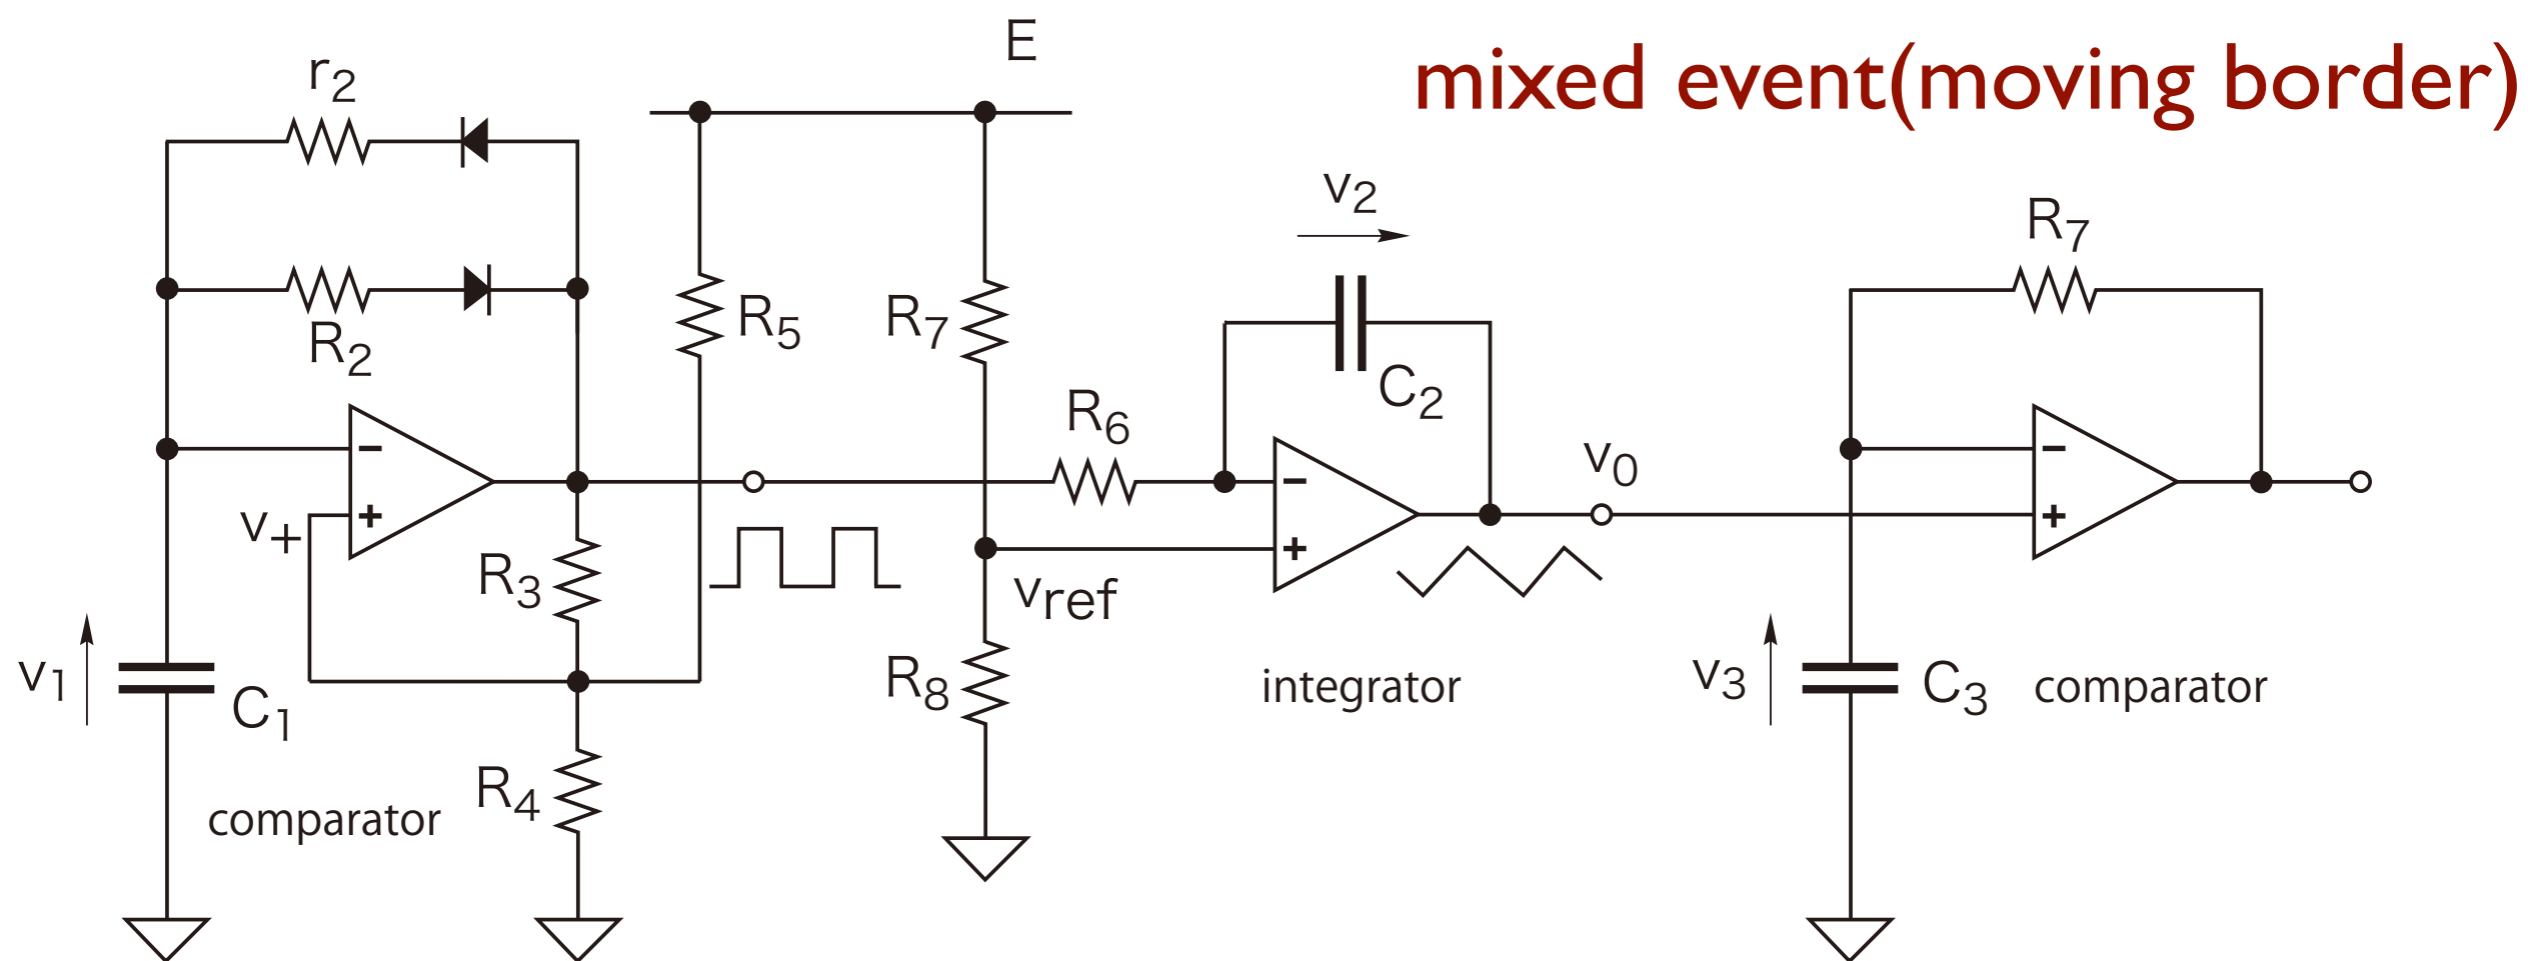 mixed event(moving border)
E
r2
R2
R5
R7
v2
C2
R7
R6
v0
−
+
v+
R3
−
+
vref
−
+
v1
C1
R8
integrator
v3
C3
comparator
comparator
R4